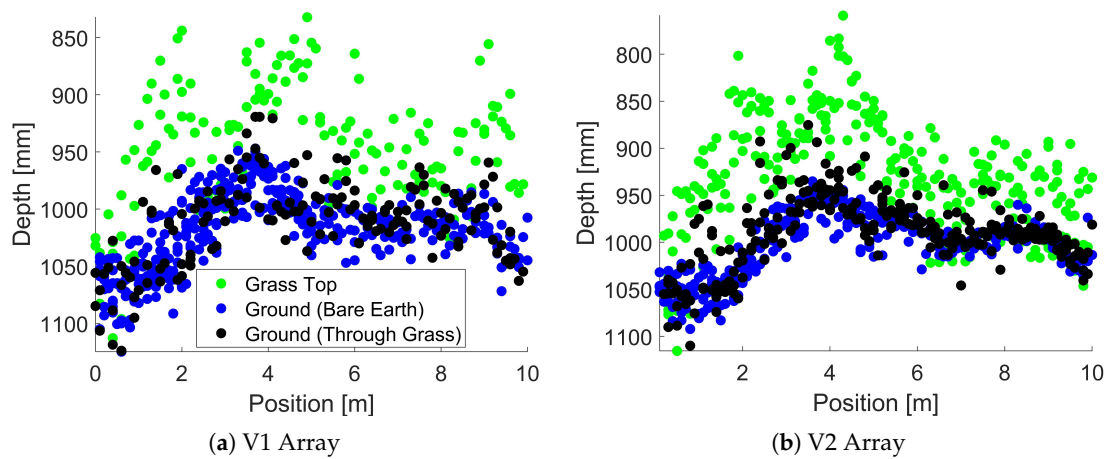 850
900
950
1000
1050
1100
Depth [mm]
0
2
4
6
8
10
Position [m]
Grass Top
Ground (Bare Earth)
Ground (Through Grass)
(a) V1 Array
800
850
900
950
1000
1050
1100
Depth [mm]
2
4
6
8
10
Position [m]
(b) V2 Array